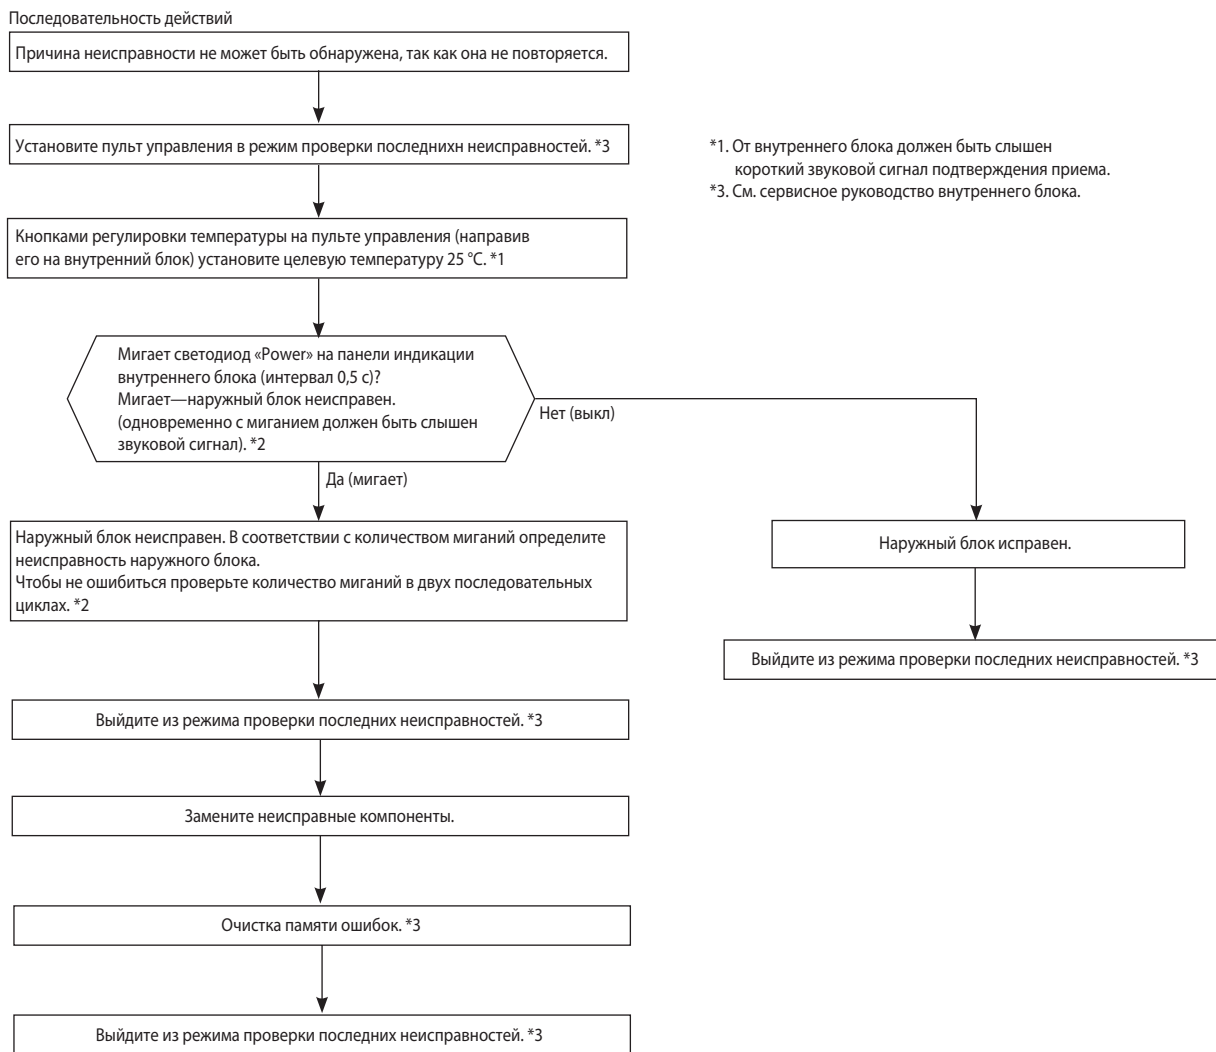 Последовательность действий
Причина неисправности не может быть обнаружена, так как она не повторяется.
Установите пульт управления в режим проверки последнихн неисправностей. *3
*1. От внутреннего блока должен быть слышен
короткий звуковой сигнал подтверждения приема.
*3. См. сервисное руководство внутреннего блока.
Кнопками регулировки температуры на пульте управления (направив
его на внутренний блок) установите целевую температуру 25 °C. *1
Мигает светодиод «Power» на панели индикации
внутреннего блока (интервал 0,5 с)?
Мигает—наружный блок неисправен.
(одновременно с миганием должен быть слышен
звуковой сигнал). *2
Нет (выкл)
Да (мигает)
Наружный блок неисправен. В соответствии с количеством миганий определите
неисправность наружного блока.
Чтобы не ошибиться проверьте количество миганий в двух последовательных
циклах. *2
Наружный блок исправен.
Выйдите из режима проверки последних неисправностей. *3
Выйдите из режима проверки последних неисправностей. *3
Замените неисправные компоненты.
Очистка памяти ошибок. *3
Выйдите из режима проверки последних неисправностей. *3